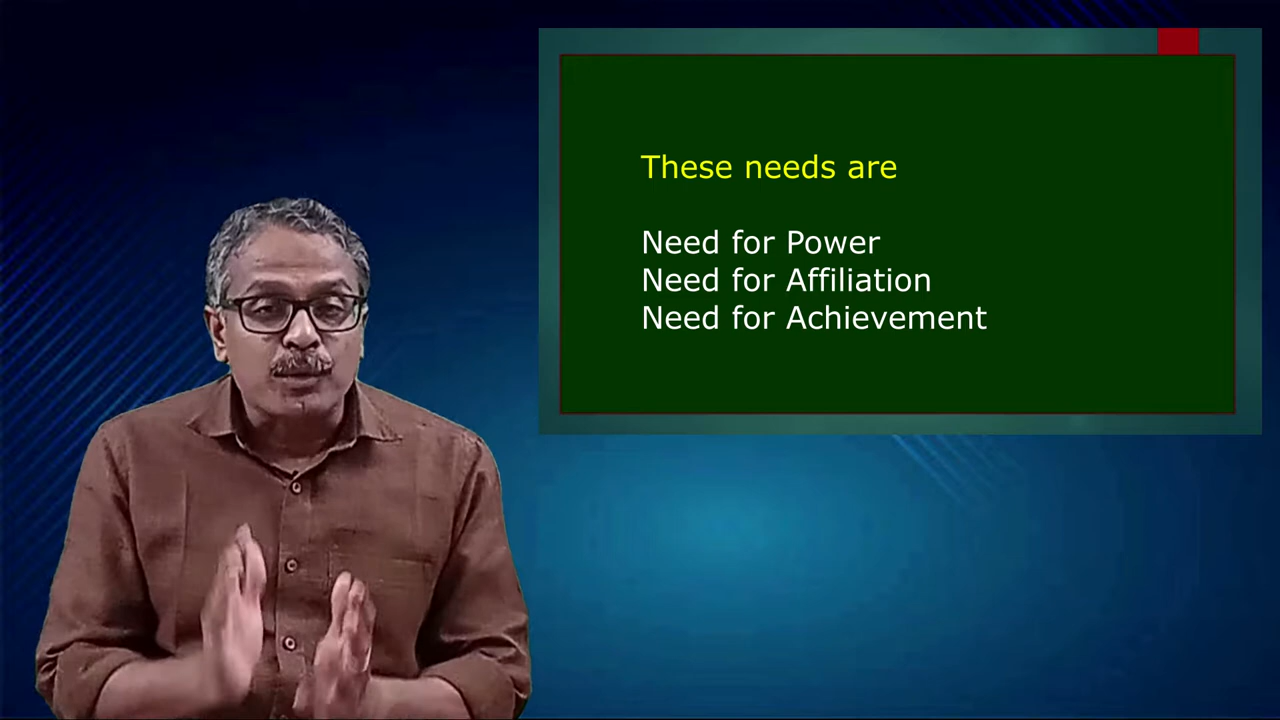 These needs are
Need for Power
Need for Affiliation
Need for Achievement